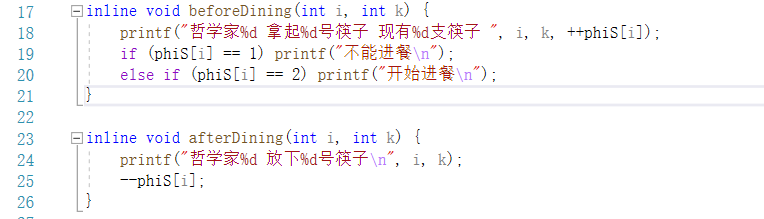 17 inline void beforeDining(int i, int k) {
18 printf("哲学家%d 拿起%d号筷子 现有%d支筷子 ", i, k, ++phiS[i]);
19 if (phiS[i] == 1) printf("不能进餐\n");
20 else if (phiS[i] == 2) printf("开始进餐\n");
21 }
22
23 inline void afterDining(int i, int k) {
24 printf("哲学家%d 放下%d号筷子\n", i, k);
25 --phiS[i];
26 }